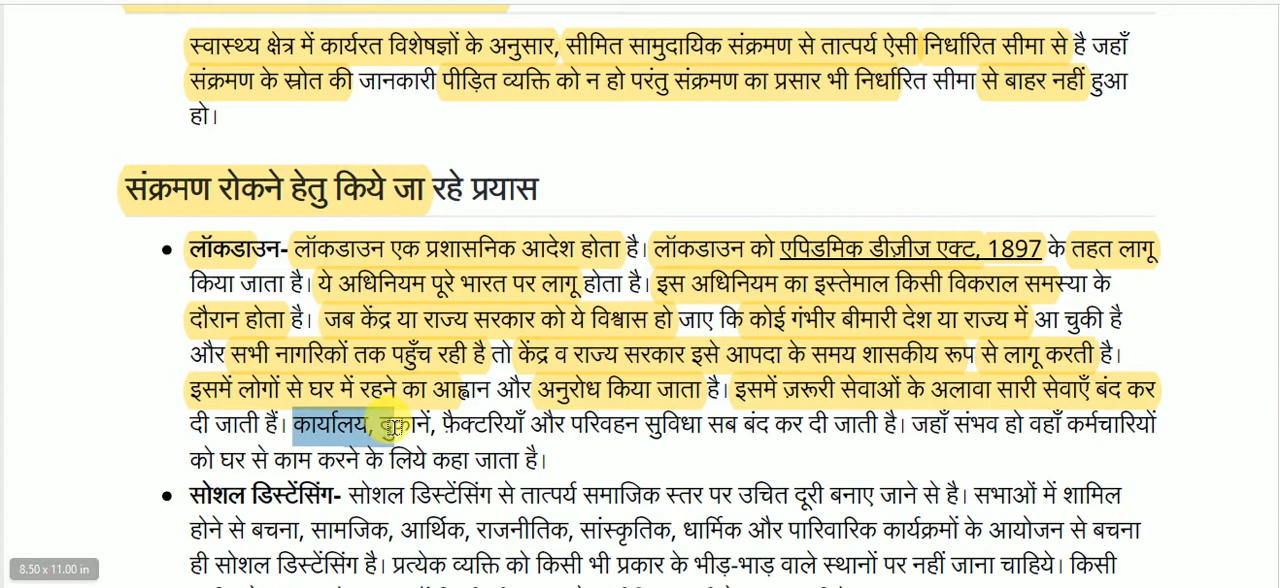 स्वास्थ्य क्षेत्र में कार्यरत विशेषज्ञों के अनुसार, सीमित सामुदायिक संक्रमण से तात्पर्य ऐसी निर्धारित सीमा से है जहाँ
संक्रमण के स्रोत की जानकारी पीड़ित व्यक्ति को न हो परंतु संक्रमण का प्रसार भी निर्धारित सीमा से बाहर नहीं हुआ
हो।
संक्रमण रोकने हेतु किये जा रहे प्रयास
● लॉकडाउन- लॉकडाउन एक प्रशासनिक आदेश होता है। लॉकडाउन को एपिडमिक डीज़ीज एक्ट, 1897 के तहत लागू
किया जाता है। ये अधिनियम पूरे भारत पर लागू होता है। इस अधिनियम का इस्तेमाल किसी विकराल समस्या के
दौरान होता है। जब केंद्र या राज्य सरकार को ये विश्वास हो जाए कि कोई गंभीर बीमारी देश या राज्य में आ चुकी है
और सभी नागरिकों तक पहुँच रही है तो केंद्र व राज्य सरकार इसे आपदा के समय शासकीय रूप से लागू करती है।
इसमें लोगों से घर में रहने का आह्वान और अनुरोध किया जाता है। इसमें ज़रूरी सेवाओं के अलावा सारी सेवाएँ बंद कर
दी जाती हैं। कार्यालय, दुकानें, फ़ैक्टरियाँ और परिवहन सुविधा सब बंद कर दी जाती है। जहाँ संभव हो वहाँ कर्मचारियों
को घर से काम करने के लिये कहा जाता है।
● सोशल डिस्टेंसिंग- सोशल डिस्टेंसिंग से तात्पर्य समाजिक स्तर पर उचित दूरी बनाए जाने से है। सभाओं में शामिल
होने से बचना, सामजिक, आर्थिक, राजनीतिक, सांस्कृतिक, धार्मिक और पारिवारिक कार्यक्रमों के आयोजन से बचना
ही सोशल डिस्टेंसिंग है। प्रत्येक व्यक्ति को किसी भी प्रकार के भीड़-भाड़ वाले स्थानों पर नहीं जाना चाहिये। किसी
8.50 x 11.00 in